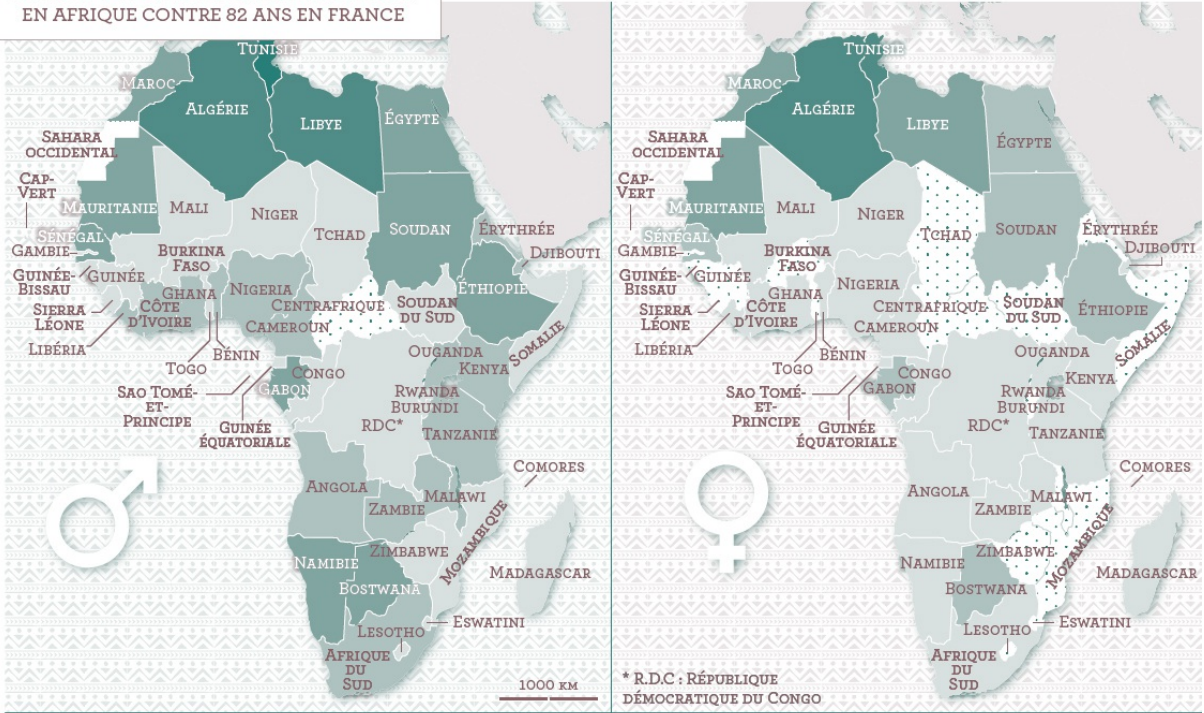 EN AFRIQUE CONTRE 82 ANS EN FRANCE
TUNISIE
MAROC
ALGÉRIE
LIBYE
ÉGYPTE
SAHARA
OCCIDENTAL
CAP-
VERT
MAURITANIE
MALI
NIGER
TCHAD
SOUDAN
ÉRYTHRÉE
SÉNÉGAL
GAMBIE
BURKINA
FASO
DJIBOUTI
GUINÉE-
BISSAU
GUINÉE
NIGERIA
ÉTHIOPIE
GHANA
CENTRAFRIQUE
SOUDAN
DU SUD
SIERRA
LÉONE
CÔTE
D'IVOIRE
CAMEROUN
SOMALIE
LIBÉRIA
BÉNIN
TOGO
OUGANDA
KENYA
CONGO
GABON
SAO TOMÉ-
ET-
PRINCIPE
RWANDA
BURUNDI
GUINÉE
ÉQUATORIALE
RDC*
TANZANIE
COMORES
ANGOLA
MALAWI
ZAMBIE
MOZAMBIQUE
ZIMBABWE
NAMIBIE
MADAGASCAR
BOSTWANA
ESWATINI
LESOTHO
AFRIQUE
DU
SUD
1000 KM
TUNISIE
MAROC
ALGÉRIE
LIBYE
ÉGYPTE
SAHARA
OCCIDENTAL
CAP-
VERT
MAURITANIE
MALI
NIGER
TCHAD
SOUDAN
ÉRYTHRÉE
SÉNÉGAL
GAMBIE
BURKINA
FASO
DJIBOUTI
GUINÉE-
BISSAU
GUINÉE
NIGERIA
ÉTHIOPIE
GHANA
CENTRAFRIQUE
SOUDAN
DU SUD
SIERRA
LÉONE
CÔTE
D'IVOIRE
CAMEROUN
SOMALIE
LIBÉRIA
BÉNIN
TOGO
OUGANDA
KENYA
CONGO
GABON
SAO TOMÉ-
ET-
PRINCIPE
RWANDA
BURUNDI
GUINÉE
ÉQUATORIALE
RDC*
TANZANIE
COMORES
ANGOLA
MALAWI
ZAMBIE
MOZAMBIQUE
ZIMBABWE
NAMIBIE
MADAGASCAR
BOSTWANA
ESWATINI
LESOTHO
AFRIQUE
DU
SUD
* R.D.C : RÉPUBLIQUE
DÉMOCRATIQUE DU CONGO